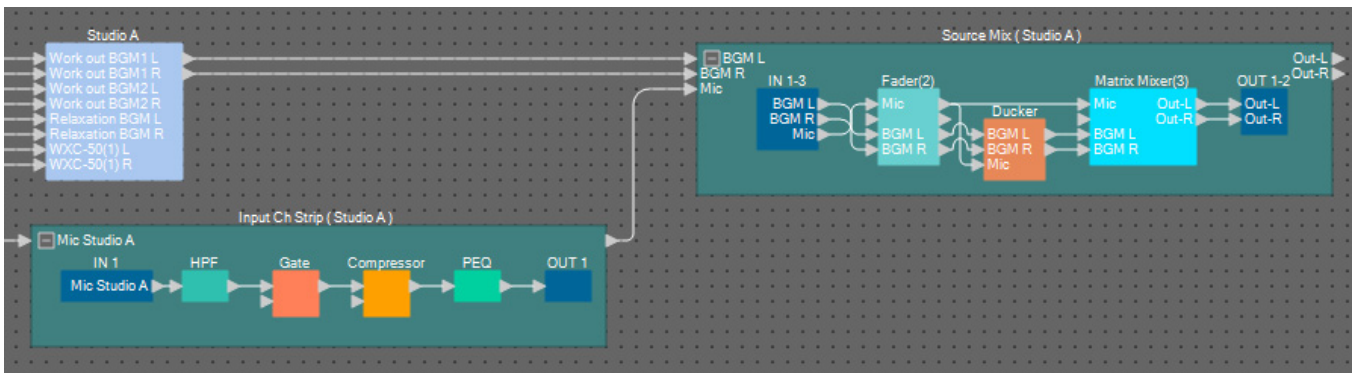 Studio A
Work out BGM1 L
Work out BGM1 R
Work out BGM2 L
Work out BGM2 R
Relaxation BGM L
Relaxation BGM R
WXC-50(1) L
WXC-50(1) R
Source Mix ( Studio A )
BGM L
BGM R
Mic
Out-L
Out-R
IN 1-3
BGM L
BGM R
Mic
Fader(2)
Mic
BGM L
BGM R
Ducker
BGM L
BGM R
Mic
Matrix Mixer(3)
Mic
Out-L
Out-R
BGM L
BGM R
OUT 1-2
Out-L
Out-R
Input Ch Strip ( Studio A )
Mic Studio A
IN 1
Mic Studio A
HPF
Gate
Compressor
PEQ
OUT 1